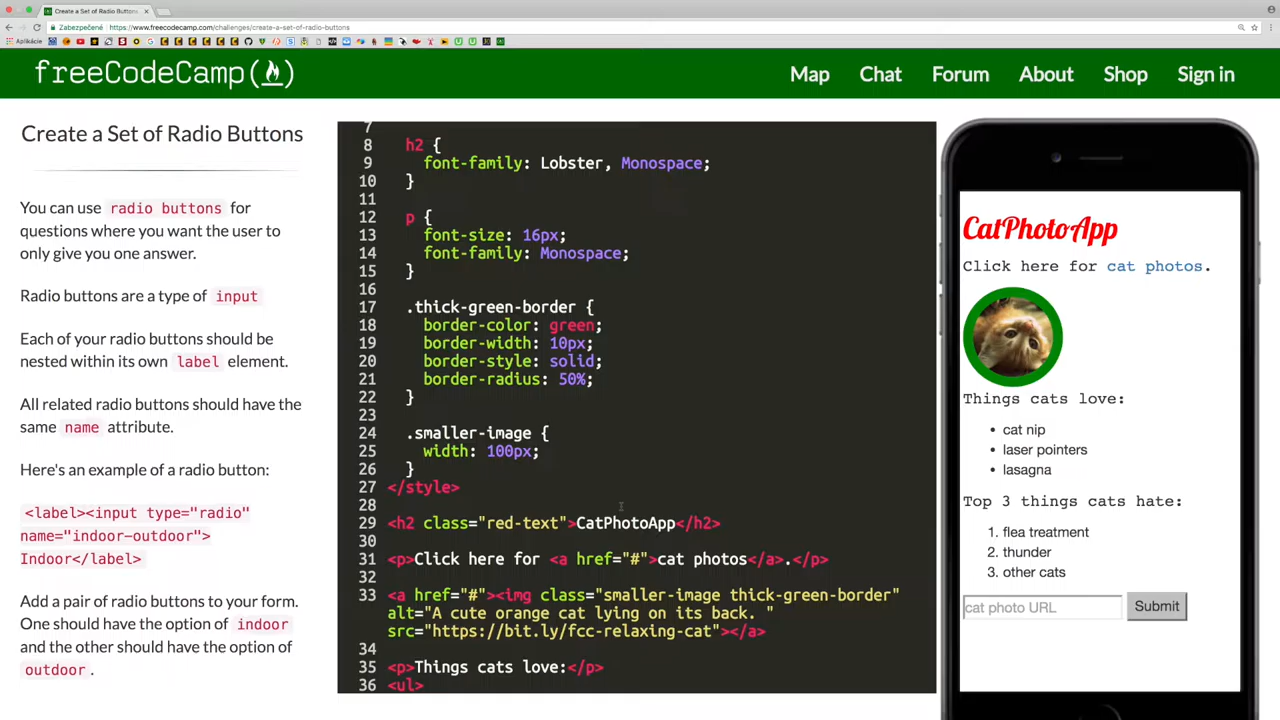 Create a Set of Radio Buttons
Zabezpečené
https://www.freecodecamp.com/challenges/create-a-set-of-radio-buttons
Aplikácie
freeCodeCamp
Map
Chat
Forum
About
Shop
Sign in
Create a Set of Radio Buttons
You can use radio buttons for
questions where you want the user to
only give you one answer.
Radio buttons are a type of input
Each of your radio buttons should be
nested within its own label element.
All related radio buttons should have the
same name attribute.
Here's an example of a radio button:
<label><input type="radio"
name="indoor-outdoor">
Indoor</label>
Add a pair of radio buttons to your form.
One should have the option of indoor
and the other should have the option of
outdoor .
7
8 h2 {
9 font-family: Lobster, Monospace;
10 }
11
12 p {
13 font-size: 16px;
14 font-family: Monospace;
15 }
16
17 .thick-green-border {
18 border-color: green;
19 border-width: 10px;
20 border-style: solid;
21 border-radius: 50%;
22 }
23
24 .smaller-image {
25 width: 100px;
26 }
27 </style>
28
29 <h2 class="red-text">CatPhotoApp</h2>
30
31 <p>Click here for <a href="#">cat photos</a>.</p>
32
33 <a href="#"><img class="smaller-image thick-green-border"
alt="A cute orange cat lying on its back. "
src="https://bit.ly/fcc-relaxing-cat"></a>
34
35 <p>Things cats love:</p>
36 <ul>
CatPhotoApp
Click here for cat photos.
Things cats love:
• cat nip
• laser pointers
• lasagna
Top 3 things cats hate:
1. flea treatment
2. thunder
3. other cats
cat photo URL
Submit